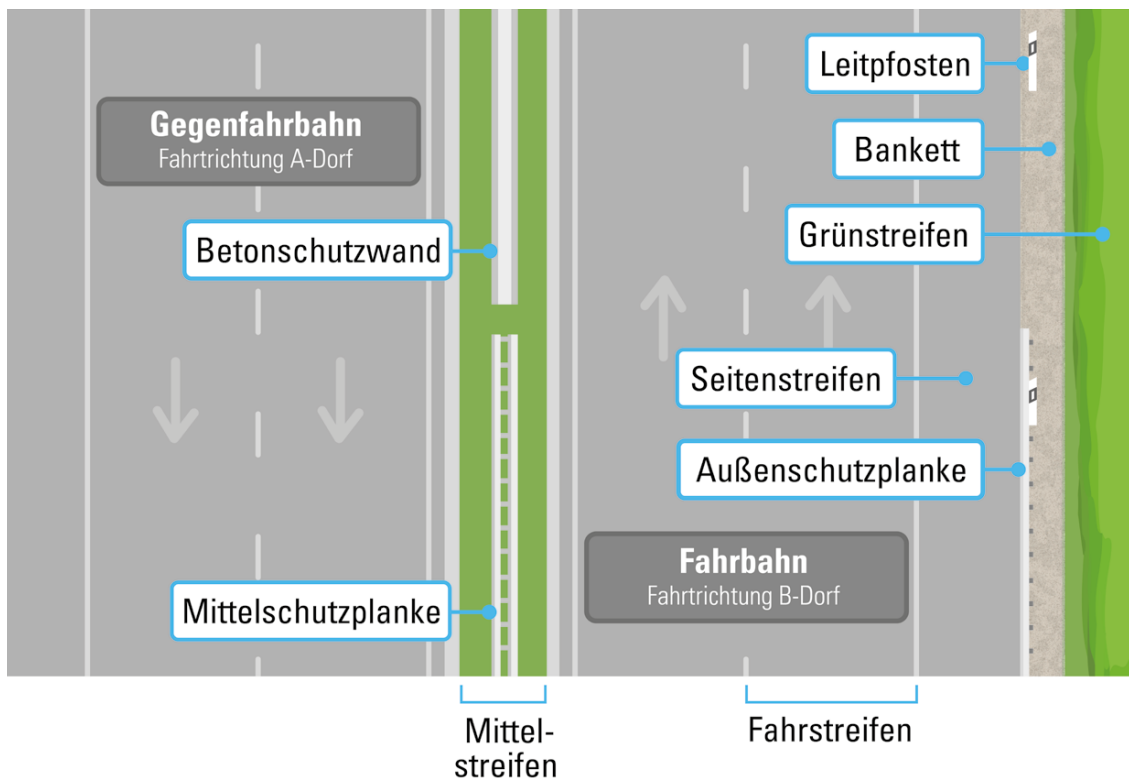 Leitpfosten
Gegenfahrbahn
Fahrtrichtung A-Dorf
Bankett
Betonschutzwand
Grünstreifen
Seitenstreifen
Außenschutzplanke
Fahrbahn
Fahrtrichtung B-Dorf
Mittelschutzplanke
Mittel-
streifen
Fahrstreifen